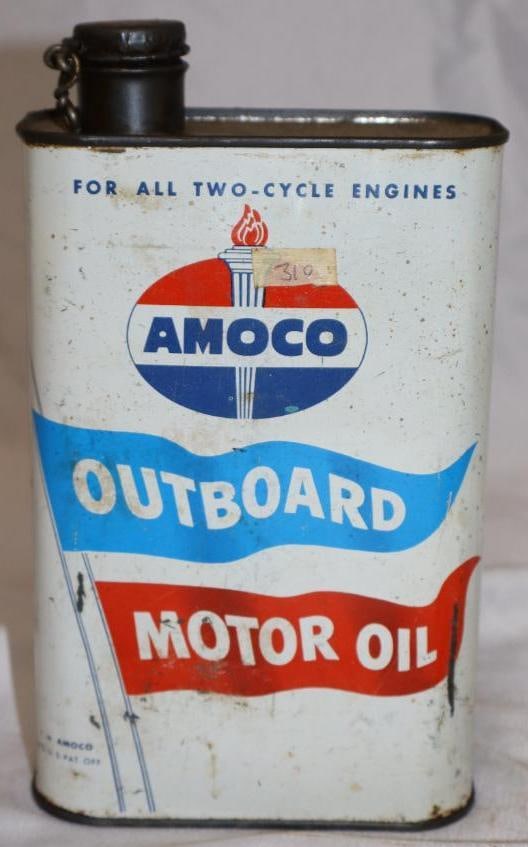 FOR ALL TWO-CYCLE ENGINES
310
AMOCO
OUTBOARD
MOTOR OIL
AMOCO
S PAT OFF